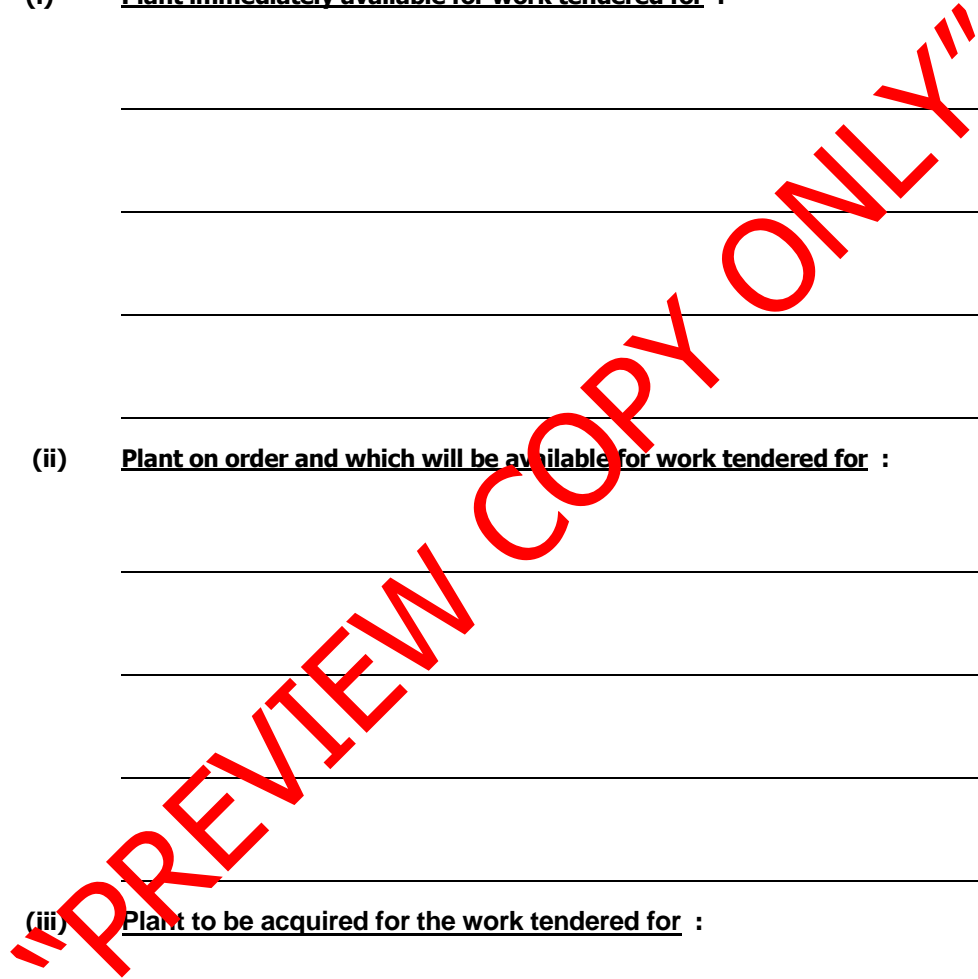 (i) Plant immediately available for work tendered for :
(ii) Plant on order and which will be available for work tendered for :
(iii) Plant to be acquired for the work tendered for :
“PREVIEW COPY ONLY”